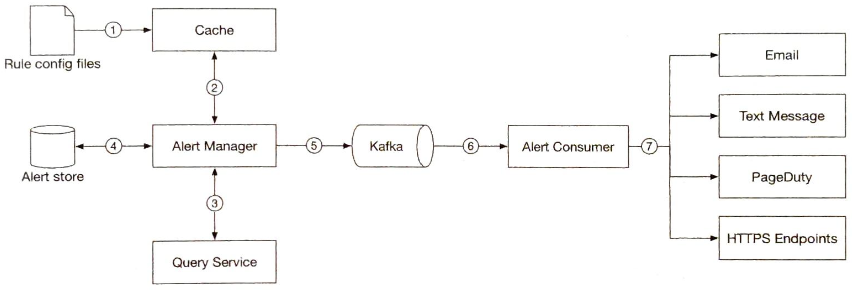 1
Cache
Rule config files
2
Email
Text Message
4
Alert Manager
5
Kafka
6
Alert Consumer
7
Alert store
PageDuty
3
HTTPS Endpoints
Query Service